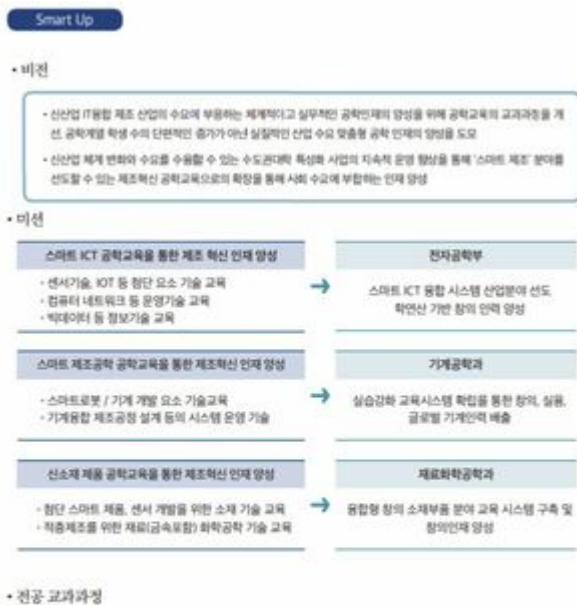 Smart Up
• 비전
- 신산업 IT융합 제조 산업의 수요에 부응하는 체계적이고 실무적인 공학인재의 양성을 위해 공학교육의 교과과정을 개
선, 공학계열 학생 수의 단편적인 증가가 아닌 실질적인 산업 수요 맞춤형 공학 인재의 양성을 도모
- 신산업 체계 변화와 수요를 수용할 수 있는 수도권대학 특성화 사업의 지속적 운영 향상을 통해 '스마트 제조' 분야를
선도할 수 있는 제조혁신 공학교육으로의 확장을 통해 사회 수요에 부합하는 인재 양성
• 미션
스마트 ICT 공학교육을 통한 제조 혁신 인재 양성
- 센서기술, IOT 등 첨단 요소 기술 교육
- 컴퓨터 네트워크 등 운영기술 교육
- 빅데이터 등 정보기술 교육
전자공학부
스마트 ICT 융합 시스템 산업분야 선도
학연산 기반 창의 인력 양성
스마트 제조공학 공학교육을 통한 제조혁신 인재 양성
- 스마트로봇 / 기계 개발 요소 기술교육
- 기계융합 제조공정 설계 등의 시스템 운영 기술
기계공학과
실습강화 교육시스템 확립을 통한 창의, 실용,
글로벌 기계인력 배출
신소재 제품 공학교육을 통한 제조혁신 인재 양성
- 첨단 스마트 제품, 센서 개발을 위한 소재 기술 교육
- 적층제조를 위한 재료(금속포함) 화학공학 기술 교육
재료화학공학과
융합형 창의 소재부품 분야 교육 시스템 구축 및
창의인재 양성
• 전공 교과과정